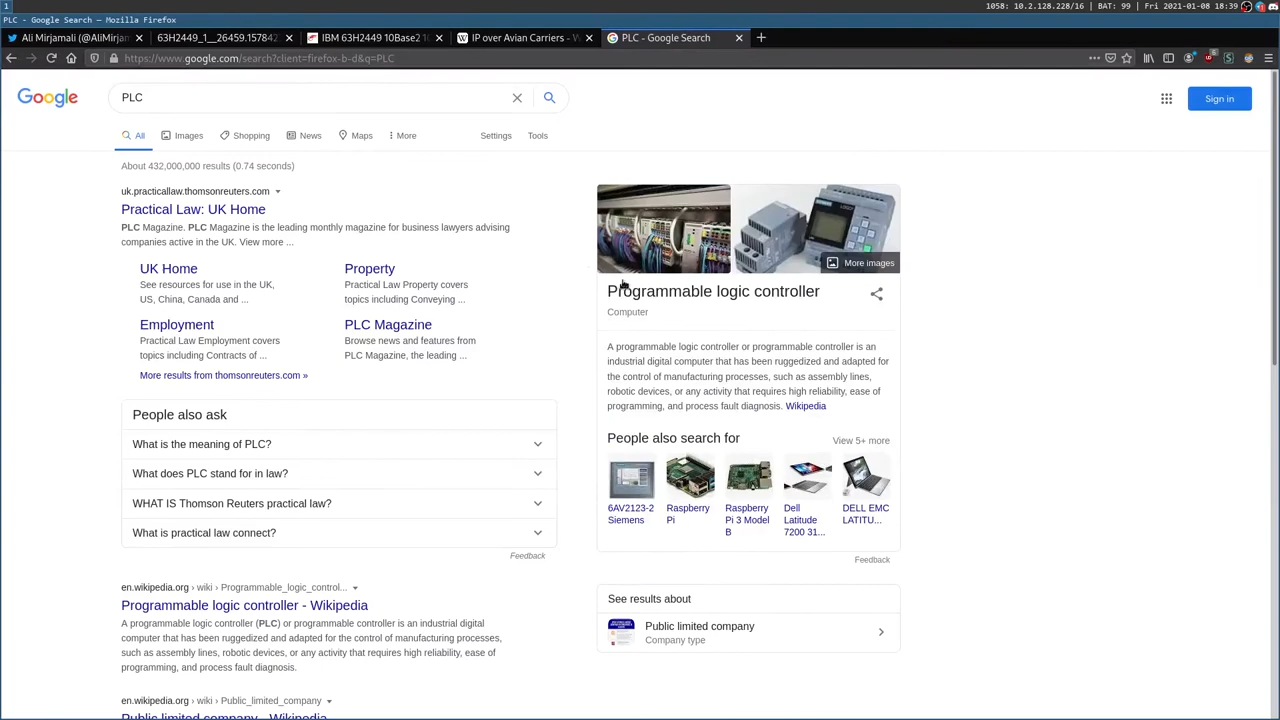 1
1058: 10.2.128.228/16 | BAT: 99 | Fri 2021-01-08 18:39
PLC - Google Search — Mozilla Firefox
Ali Mirjamali (@AliMirjam
63H2449_1__26459.157842
IBM 63H2449 10Base2 10
IP over Avian Carriers - W
PLC - Google Search
https://www.google.com/search?client=firefox-b-d&q=PLC
Google
PLC
Sign in
All
Images
Shopping
News
Maps
More
Settings
Tools
About 432,000,000 results (0.74 seconds)
uk.practicallaw.thomsonreuters.com
Practical Law: UK Home
PLC Magazine. PLC Magazine is the leading monthly magazine for business lawyers advising
companies active in the UK. View more ...
UK Home
See resources for use in the UK,
US, China, Canada and ...
Property
Practical Law Property covers
topics including Conveying ...
Employment
Practical Law Employment covers
topics including Contracts of ...
PLC Magazine
Browse news and features from
PLC Magazine, the leading ...
More results from thomsonreuters.com »
People also ask
What is the meaning of PLC?
What does PLC stand for in law?
WHAT IS Thomson Reuters practical law?
What is practical law connect?
Feedback
en.wikipedia.org › wiki › Programmable_logic_control...
Programmable logic controller - Wikipedia
A programmable logic controller (PLC) or programmable controller is an industrial digital
computer that has been ruggedized and adapted for the control of manufacturing processes,
such as assembly lines, robotic devices, or any activity that requires high reliability, ease of
programming, and process fault diagnosis.
en.wikipedia.org › wiki › Public_limited_company
Public limited company - Wikipedia
More images
Programmable logic controller
Computer
A programmable logic controller or programmable controller is an
industrial digital computer that has been ruggedized and adapted for
the control of manufacturing processes, such as assembly lines,
robotic devices, or any activity that requires high reliability, ease of
programming, and process fault diagnosis. Wikipedia
People also search for
View 5+ more
6AV2123-2
Siemens
Raspberry
Pi
Raspberry
Pi 3 Model
B
Dell
Latitude
7200 31...
DELL EMC
LATITU...
Feedback
See results about
Public limited company
Company type